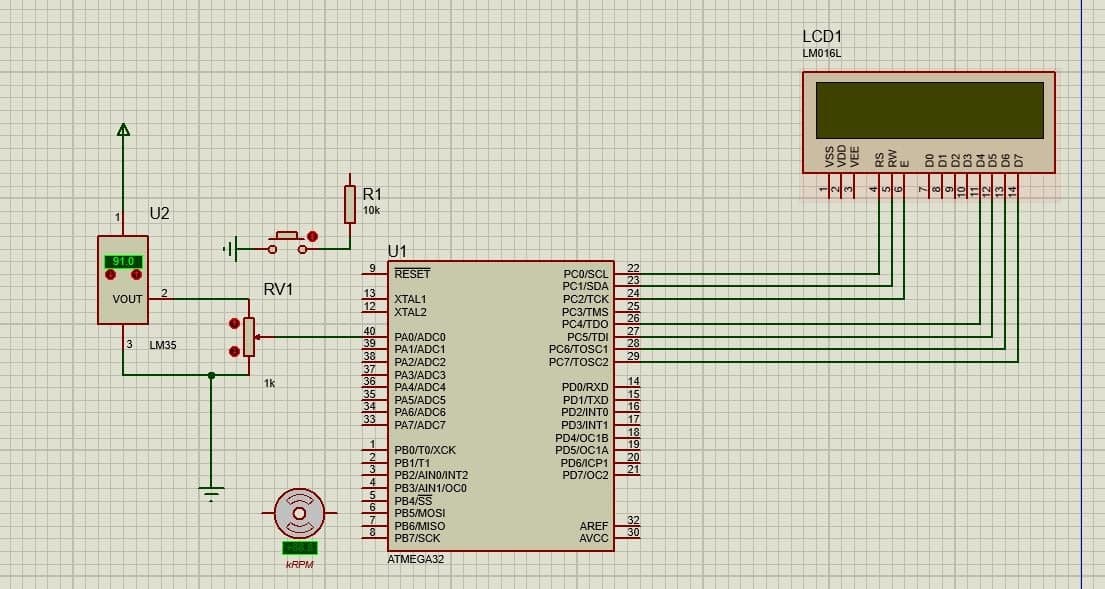 LCD1
LM016L
VSS VDD VEE RS RW E D0 D1 D2 D3 D4 D5 D6 D7
1 2 3 4 5 6 7 8 9 10 11 12 13 14
1 U2
91.0
VOUT 2
3 LM35
R1
10k
RV1
1k
U1
9 RESET PC0/SCL 22
PC1/SDA 23
13 XTAL1 PC2/TCK 24
12 XTAL2 PC3/TMS 25
PC4/TDO 26
40 PA0/ADC0 PC5/TDI 27
39 PA1/ADC1 PC6/TOSC1 28
38 PA2/ADC2 PC7/TOSC2 29
37 PA3/ADC3
36 PA4/ADC4 PD0/RXD 14
35 PA5/ADC5 PD1/TXD 15
34 PA6/ADC6 PD2/INT0 16
33 PA7/ADC7 PD3/INT1 17
PD4/OC1B 18
1 PB0/T0/XCK PD5/OC1A 19
2 PB1/T1 PD6/ICP1 20
3 PB2/AIN0/INT2 PD7/OC2 21
4 PB3/AIN1/OC0
5 PB4/SS
6 PB5/MOSI
7 PB6/MISO AREF 32
8 PB7/SCK AVCC 30
ATMEGA32
kRPM